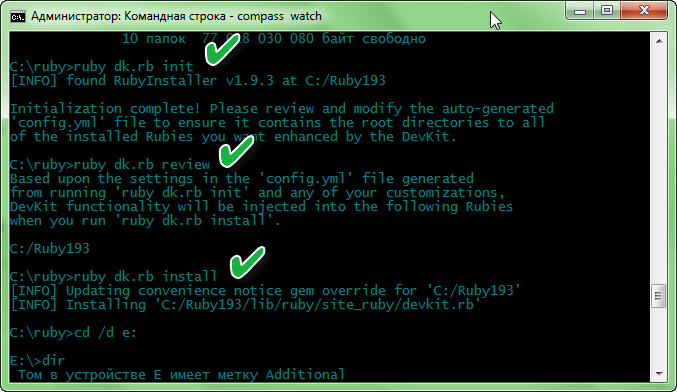 Администратор: Командная строка - compass watch
10 папок 77 018 030 080 байт свободно
C:\ruby>ruby dk.rb init
[INFO] found RubyInstaller v1.9.3 at C:/Ruby193
Initialization complete! Please review and modify the auto-generated
'config.yml' file to ensure it contains the root directories to all
of the installed Rubies you want enhanced by the DevKit.
C:\ruby>ruby dk.rb review
Based upon the settings in the 'config.yml' file generated
from running 'ruby dk.rb init' and any of your customizations,
DevKit functionality will be injected into the following Rubies
when you run 'ruby dk.rb install'.
C:/Ruby193
C:\ruby>ruby dk.rb install
[INFO] Updating convenience notice gem override for 'C:/Ruby193'
[INFO] Installing 'C:/Ruby193/lib/ruby/site_ruby/devkit.rb'
C:\ruby>cd /d e:
E:\>dir
Том в устройстве E имеет метку Additional